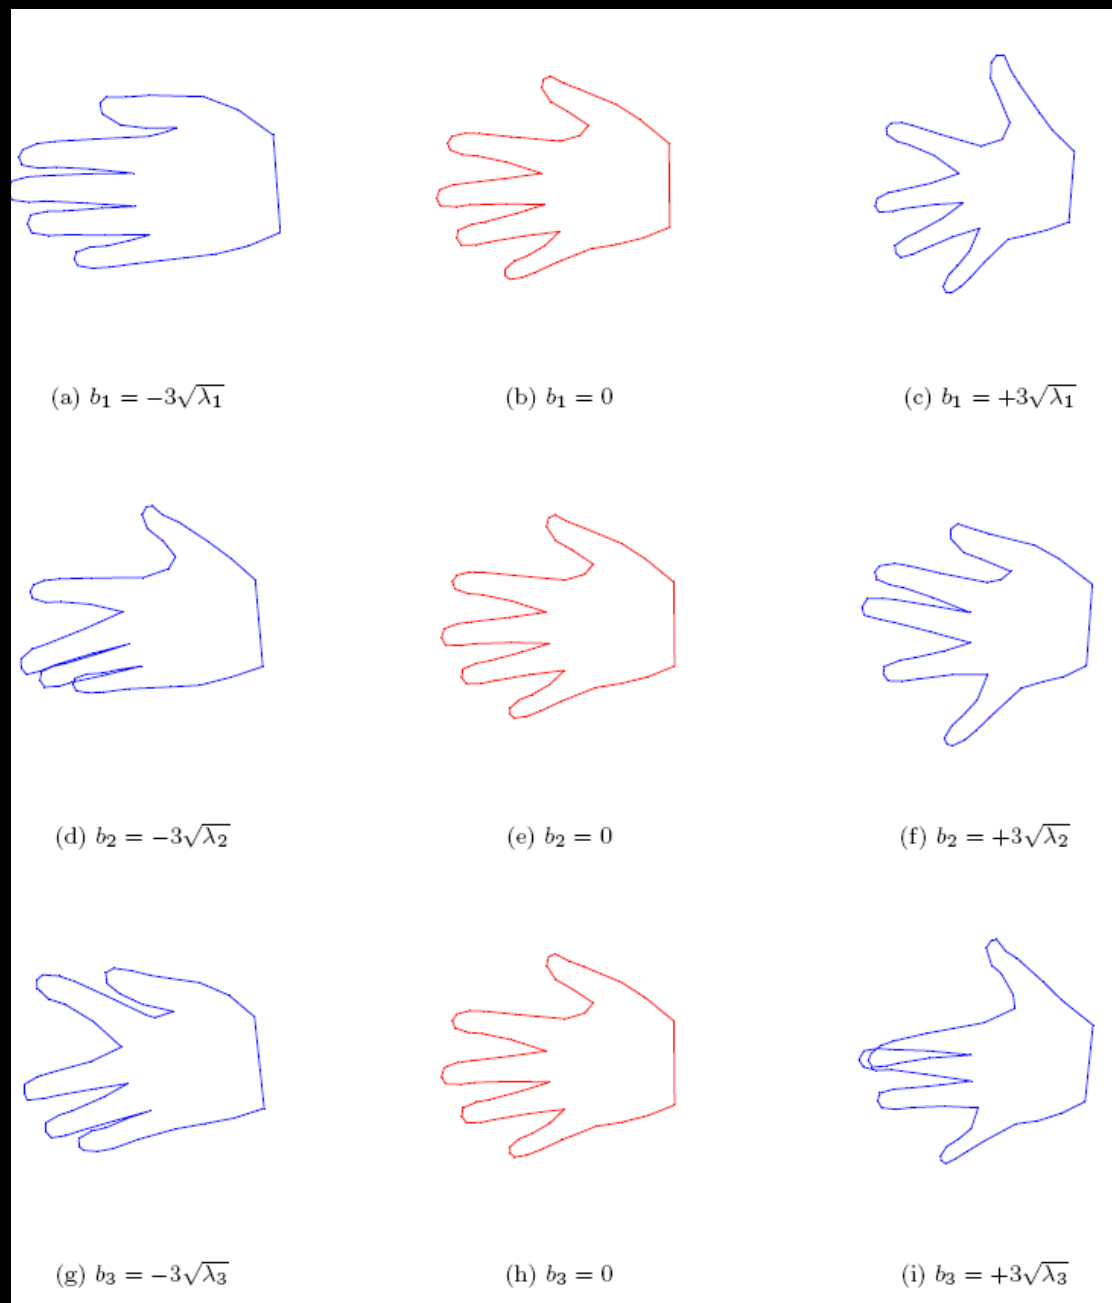 (a) b₁ = −3√λ₁ (b) b₁ = 0 (c) b₁ = +3√λ₁
(d) b₂ = −3√λ₂ (e) b₂ = 0 (f) b₂ = +3√λ₂
(g) b₃ = −3√λ₃ (h) b₃ = 0 (i) b₃ = +3√λ₃